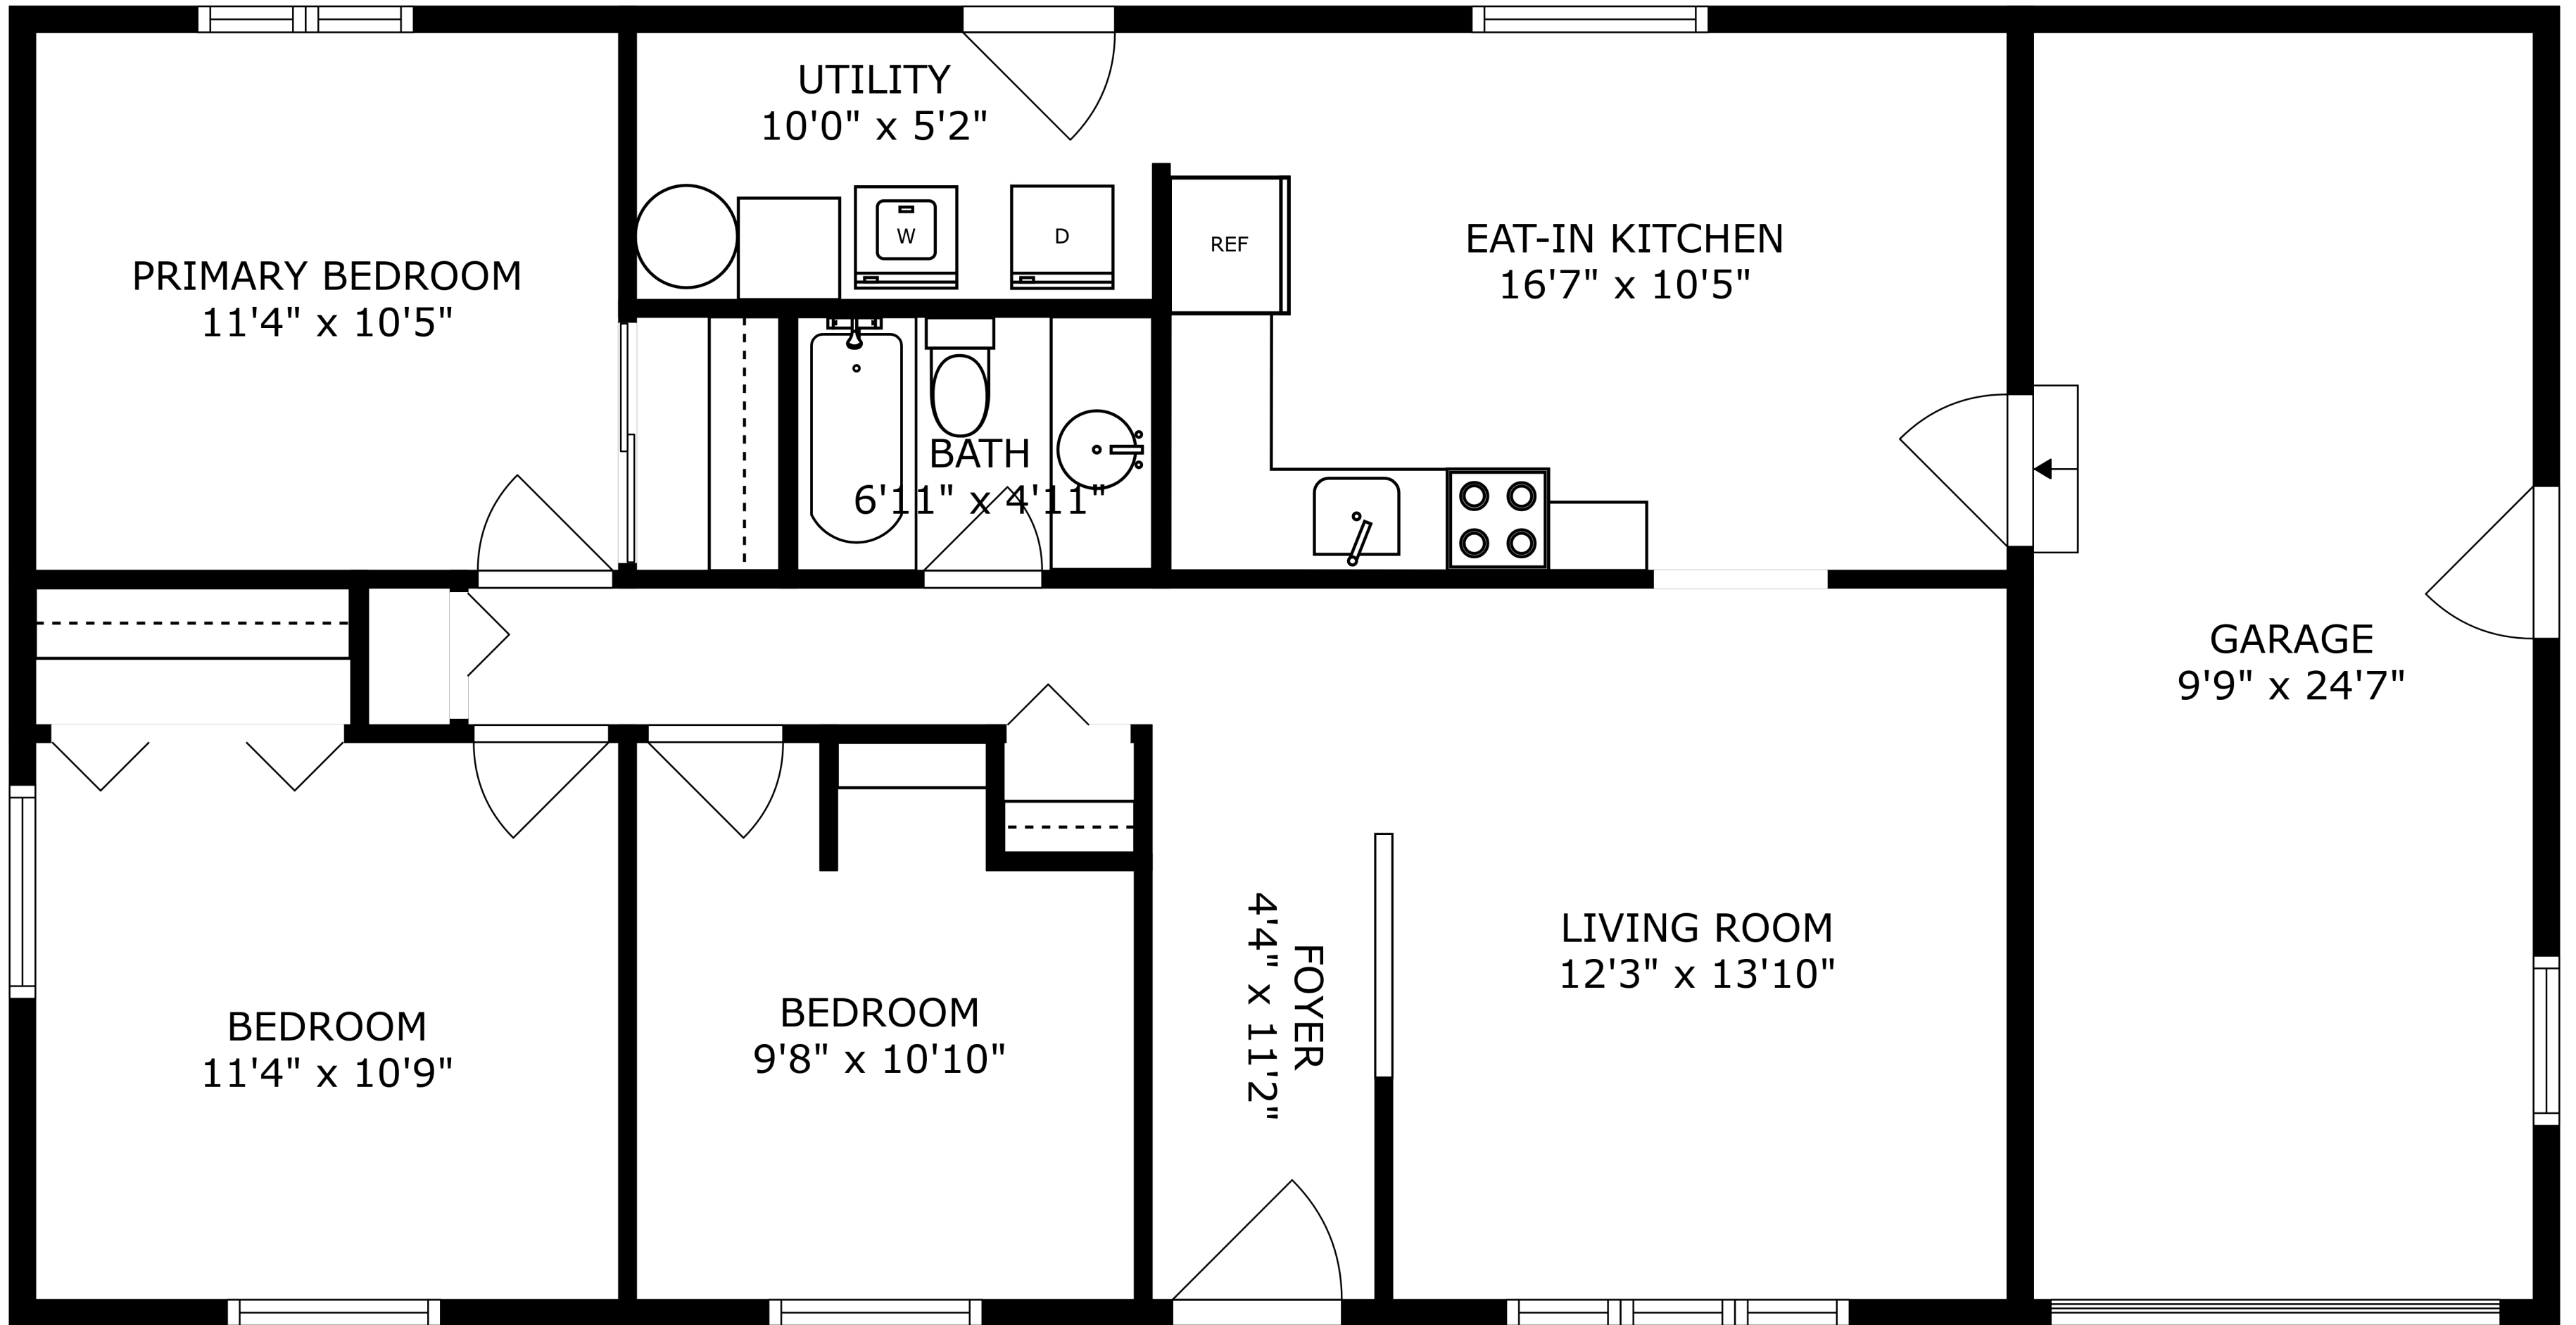 UTILITY
10'0" x 5'2"
PRIMARY BEDROOM
11'4" x 10'5"
W
D
REF
EAT-IN KITCHEN
16'7" x 10'5"
BATH
6'11" x 4'11"
GARAGE
9'9" x 24'7"
BEDROOM
11'4" x 10'9"
BEDROOM
9'8" x 10'10"
FOYER
4'4" x 11'2"
LIVING ROOM
12'3" x 13'10"